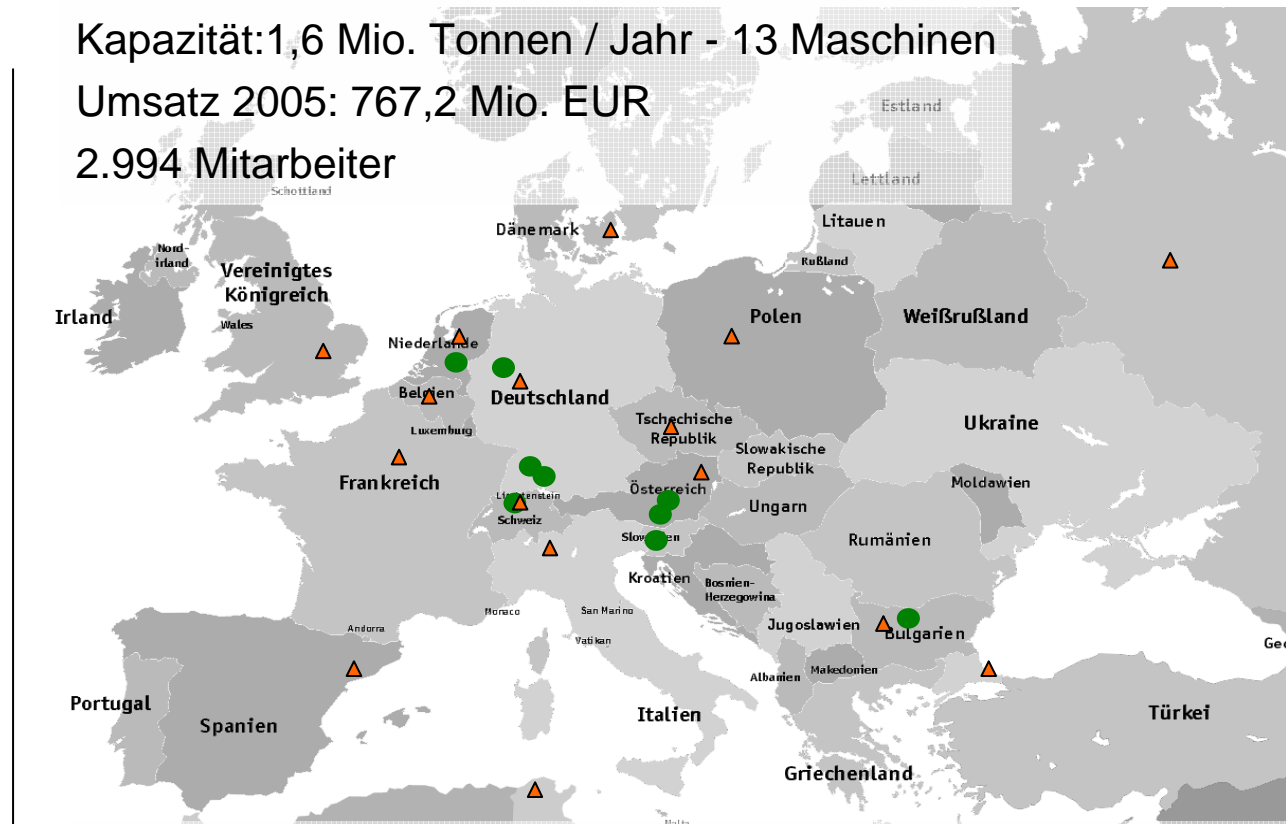 Kapazität:1,6 Mio. Tonnen / Jahr - 13 Maschinen
Umsatz 2005: 767,2 Mio. EUR
2.994 Mitarbeiter
Estland
Lettland
Schottland
Litauen
Dänemark
Nord-
irland
Rußland
Vereinigtes
Königreich
Irland
Wales
Polen
Weißrußland
Niederlande
Belgien
Deutschland
Luxemburg
Tschechische
Republik
Ukraine
Slowakische
Republik
Frankreich
Liechtenstein
Österreich
Moldawien
Schweiz
Ungarn
Slowenien
Rumänien
Kroatien
Bosnien-
Herzegowina
Monaco
San Marino
Jugoslawien
Andorra
Vatikan
Bulgarien
Geo
Albanien
Makedonien
Portugal
Spanien
Italien
Türkei
Griechenland
Malta